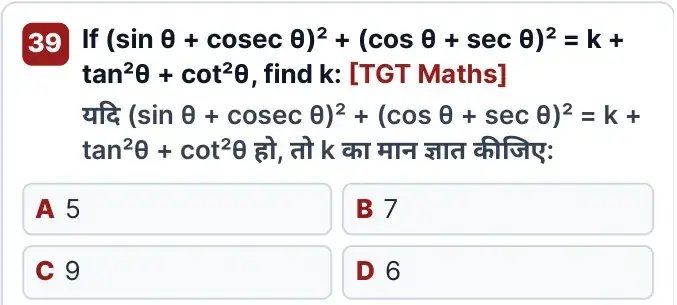 39 If (sin θ + cosec θ)² + (cos θ + sec θ)² = k +
tan²θ + cot²θ, find k: [TGT Maths]
यदि (sin θ + cosec θ)² + (cos θ + sec θ)² = k +
tan²θ + cot²θ हो, तो k का मान ज्ञात कीजिए:
A 5
B 7
C 9
D 6